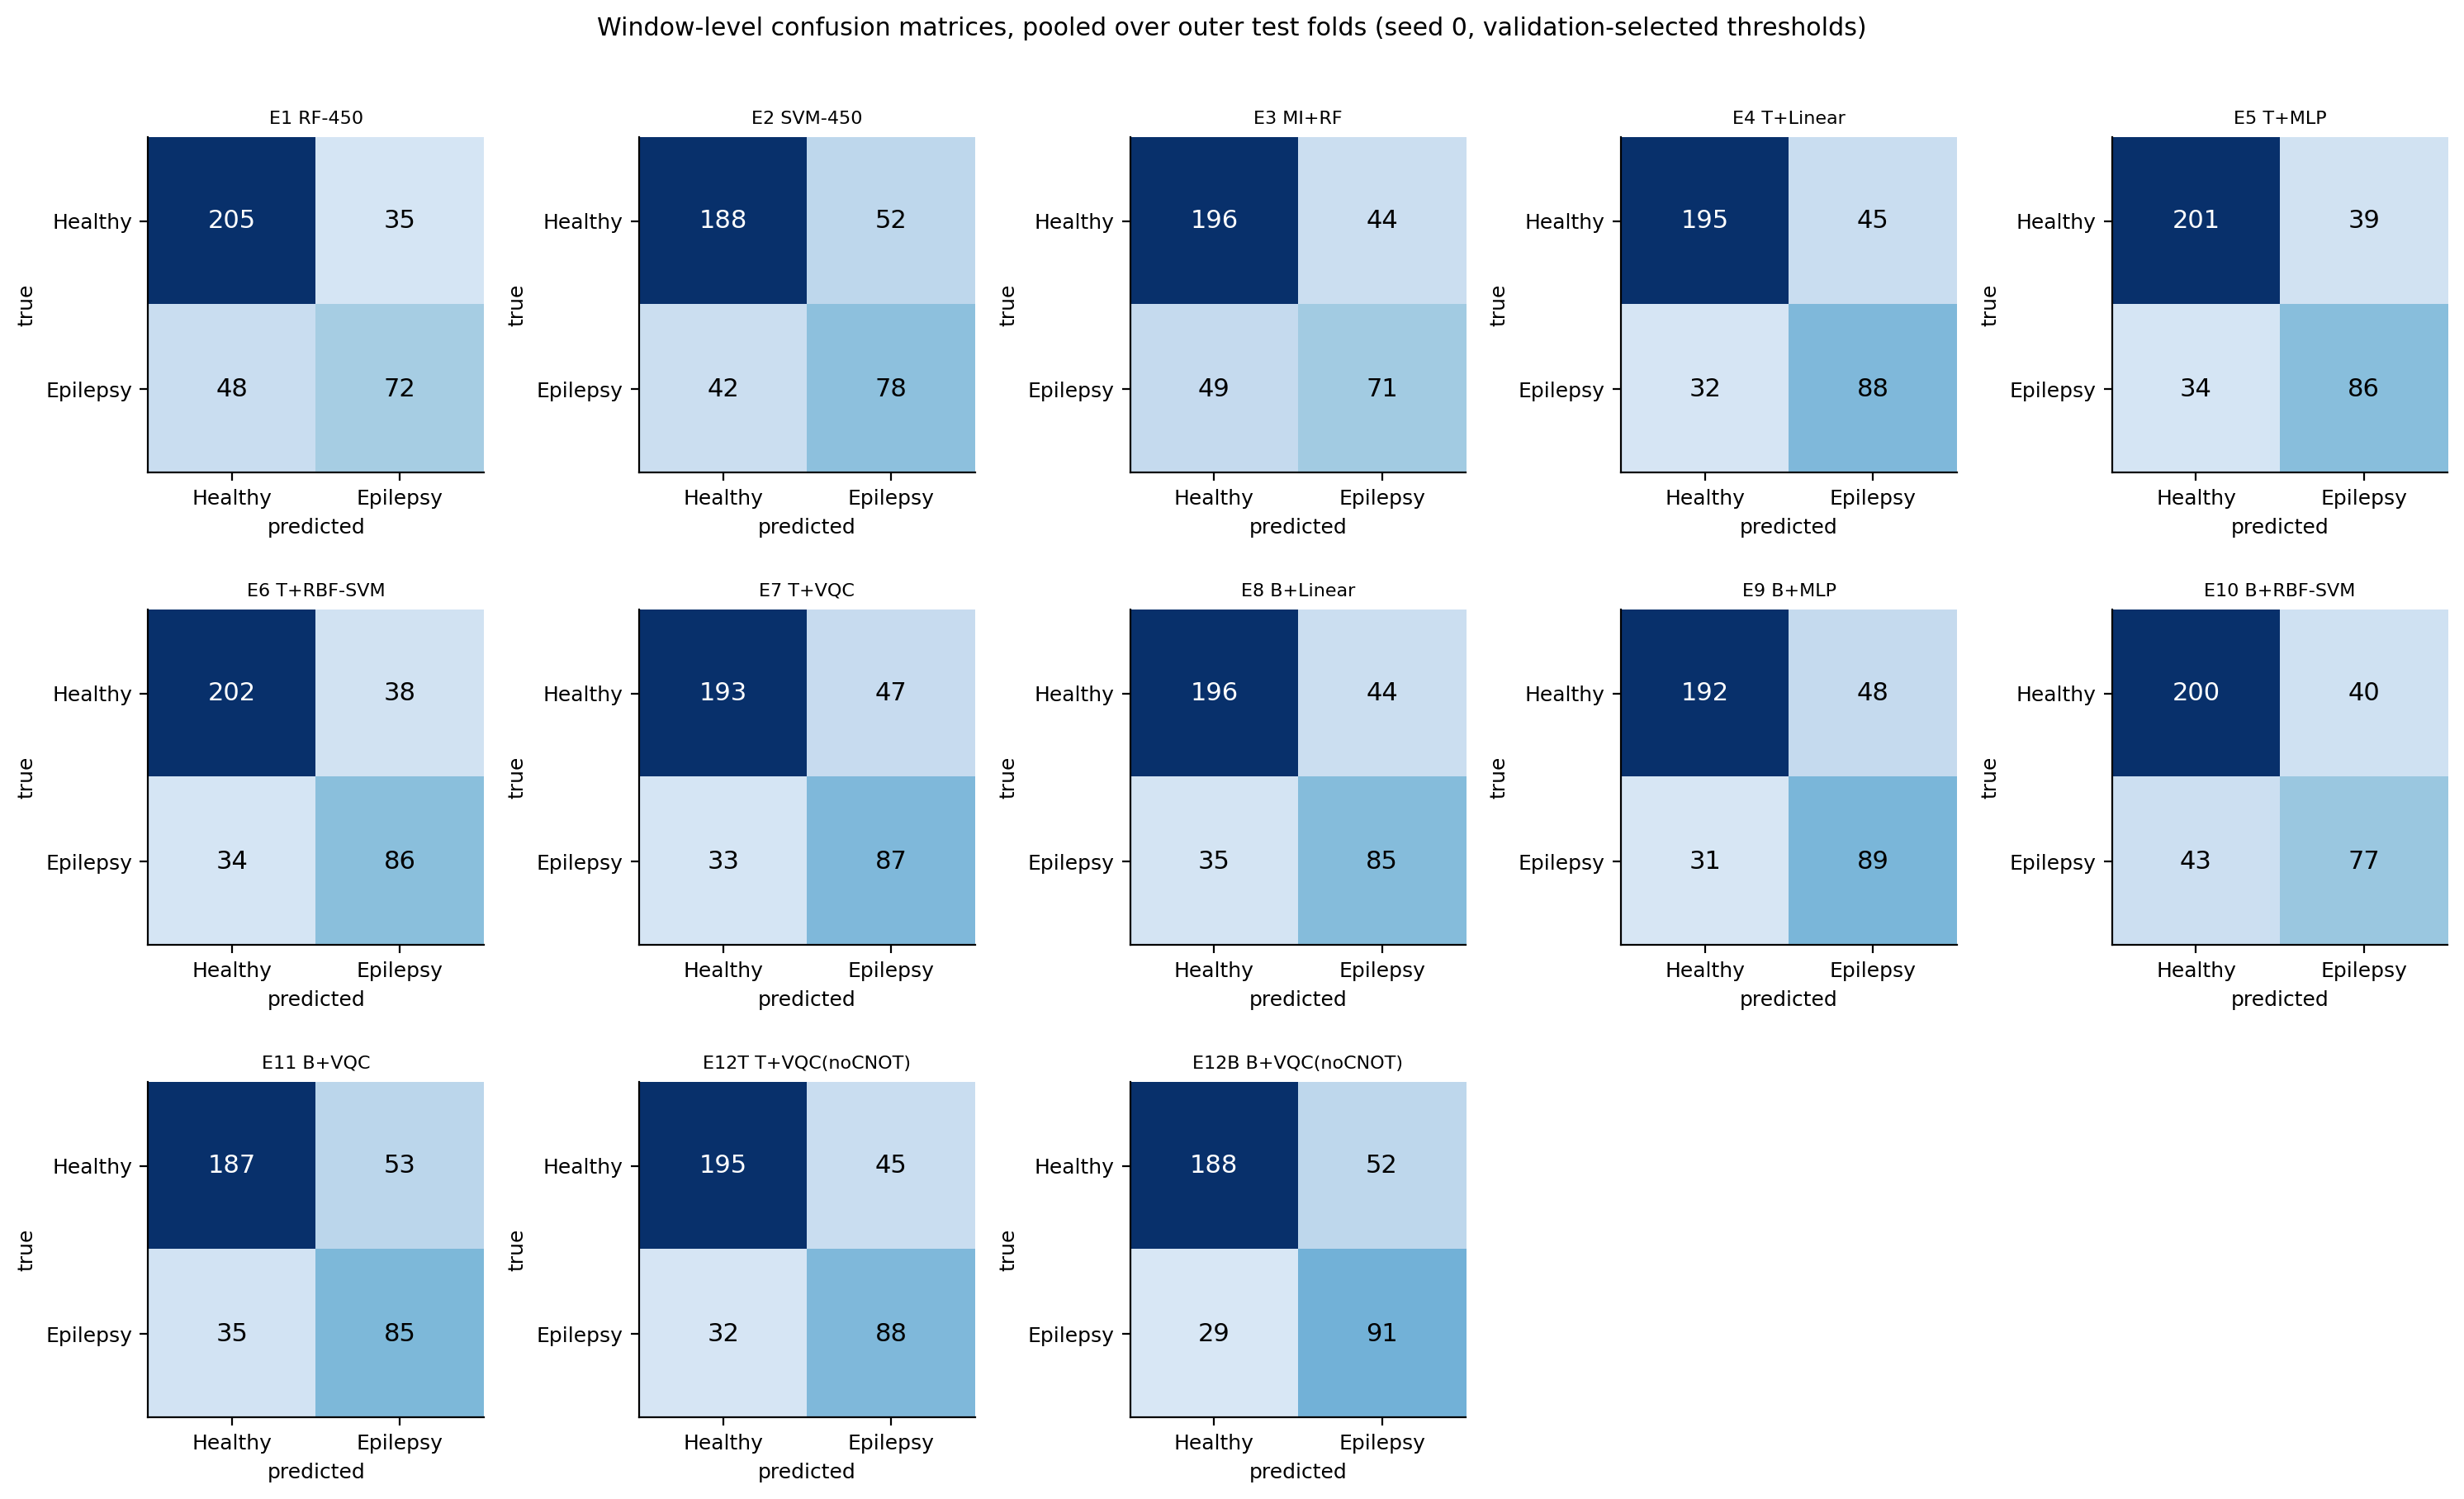 Window-level confusion matrices, pooled over outer test folds (seed 0, validation-selected thresholds)
E1 RF-450
true
Healthy
205
35
Epilepsy
48
72
Healthy
Epilepsy
predicted
E2 SVM-450
true
Healthy
188
52
Epilepsy
42
78
Healthy
Epilepsy
predicted
E3 MI+RF
true
Healthy
196
44
Epilepsy
49
71
Healthy
Epilepsy
predicted
E4 T+Linear
true
Healthy
195
45
Epilepsy
32
88
Healthy
Epilepsy
predicted
E5 T+MLP
true
Healthy
201
39
Epilepsy
34
86
Healthy
Epilepsy
predicted
E6 T+RBF-SVM
true
Healthy
202
38
Epilepsy
34
86
Healthy
Epilepsy
predicted
E7 T+VQC
true
Healthy
193
47
Epilepsy
33
87
Healthy
Epilepsy
predicted
E8 B+Linear
true
Healthy
196
44
Epilepsy
35
85
Healthy
Epilepsy
predicted
E9 B+MLP
true
Healthy
192
48
Epilepsy
31
89
Healthy
Epilepsy
predicted
E10 B+RBF-SVM
true
Healthy
200
40
Epilepsy
43
77
Healthy
Epilepsy
predicted
E11 B+VQC
true
Healthy
187
53
Epilepsy
35
85
Healthy
Epilepsy
predicted
E12T T+VQC(noCNOT)
true
Healthy
195
45
Epilepsy
32
88
Healthy
Epilepsy
predicted
E12B B+VQC(noCNOT)
true
Healthy
188
52
Epilepsy
29
91
Healthy
Epilepsy
predicted